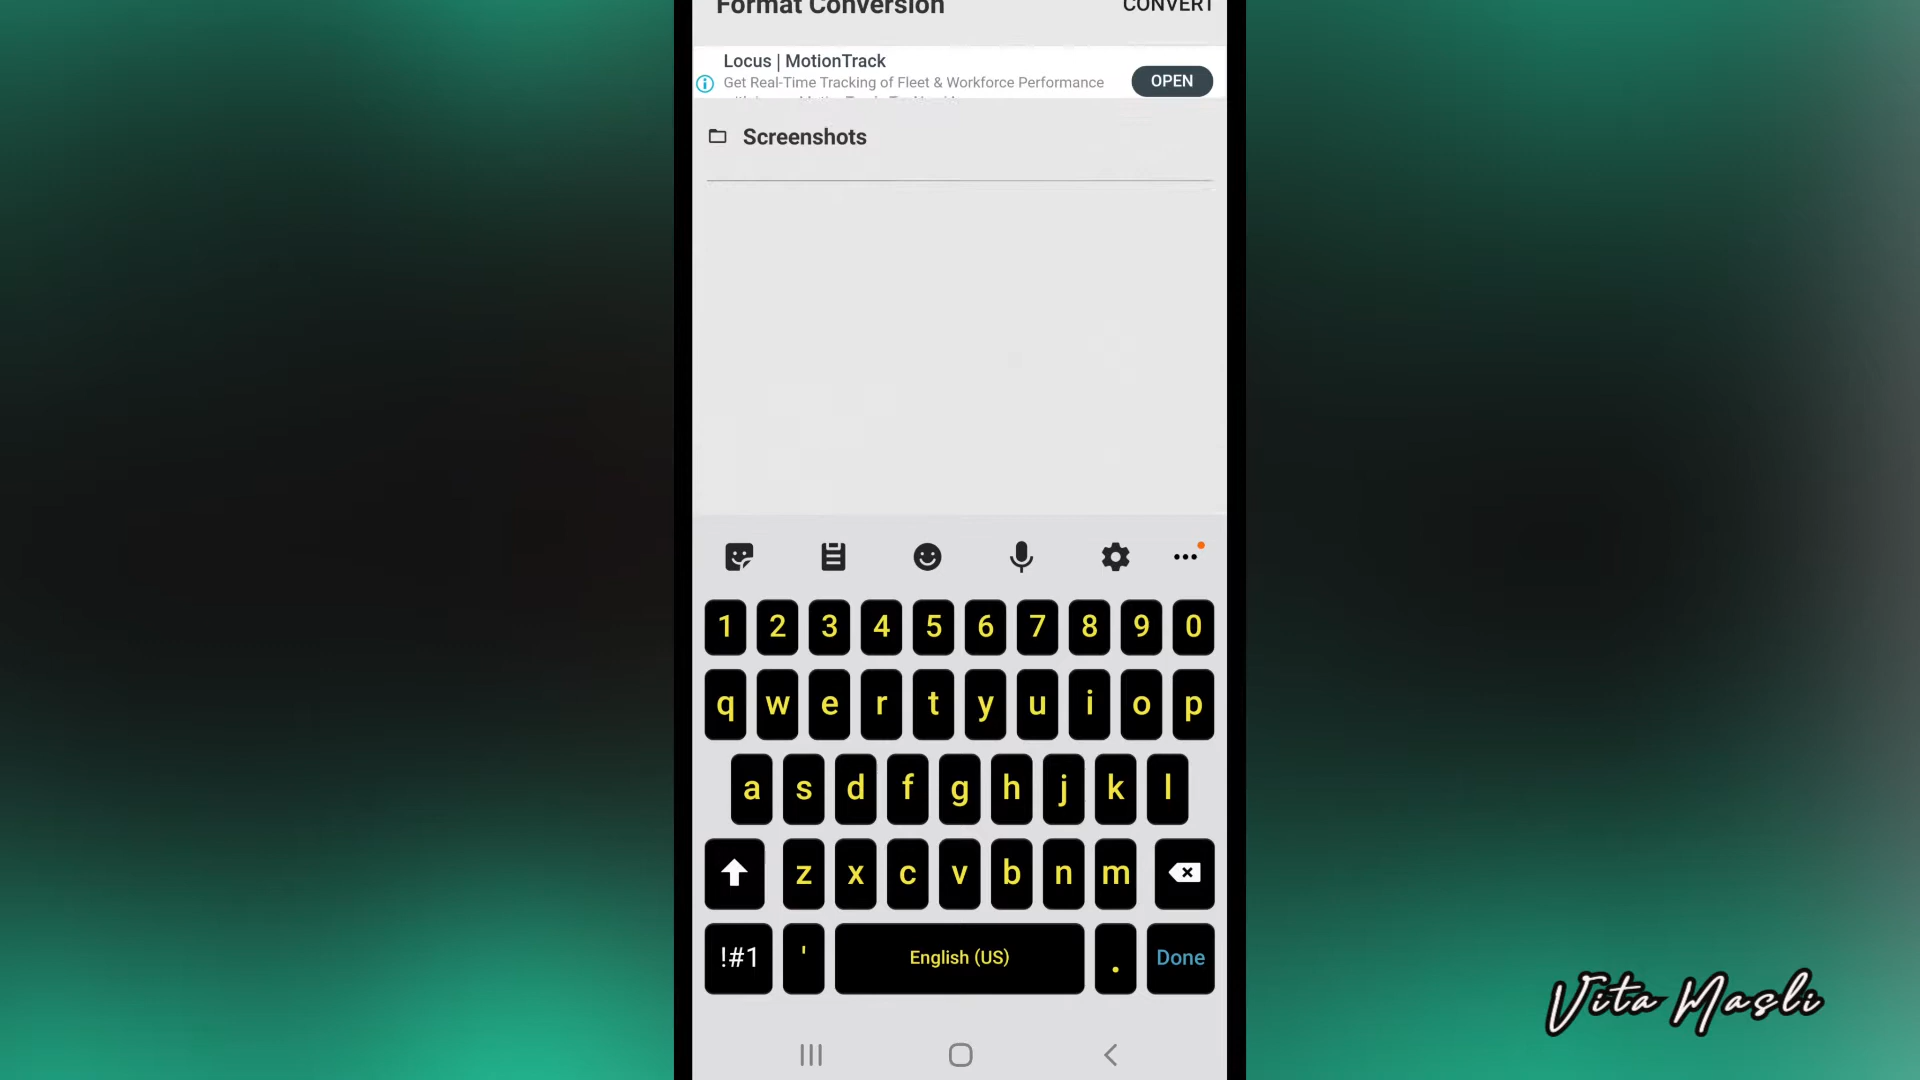 Format Conversion CONVERT
Locus | MotionTrack
Get Real-Time Tracking of Fleet & Workforce Performance
OPEN
Screenshots
1 2 3 4 5 6 7 8 9 0
q w e r t y u i o p
a s d f g h j k l
z x c v b n m
!#1 ' English (US) . Done
Vita Masli